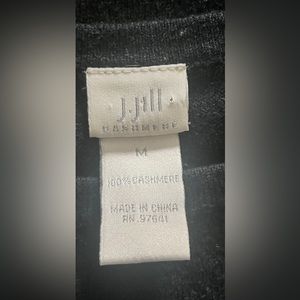 J.Jill
CASHMERE
M
100% CASHMERE
MADE IN CHINA
RN. 97641